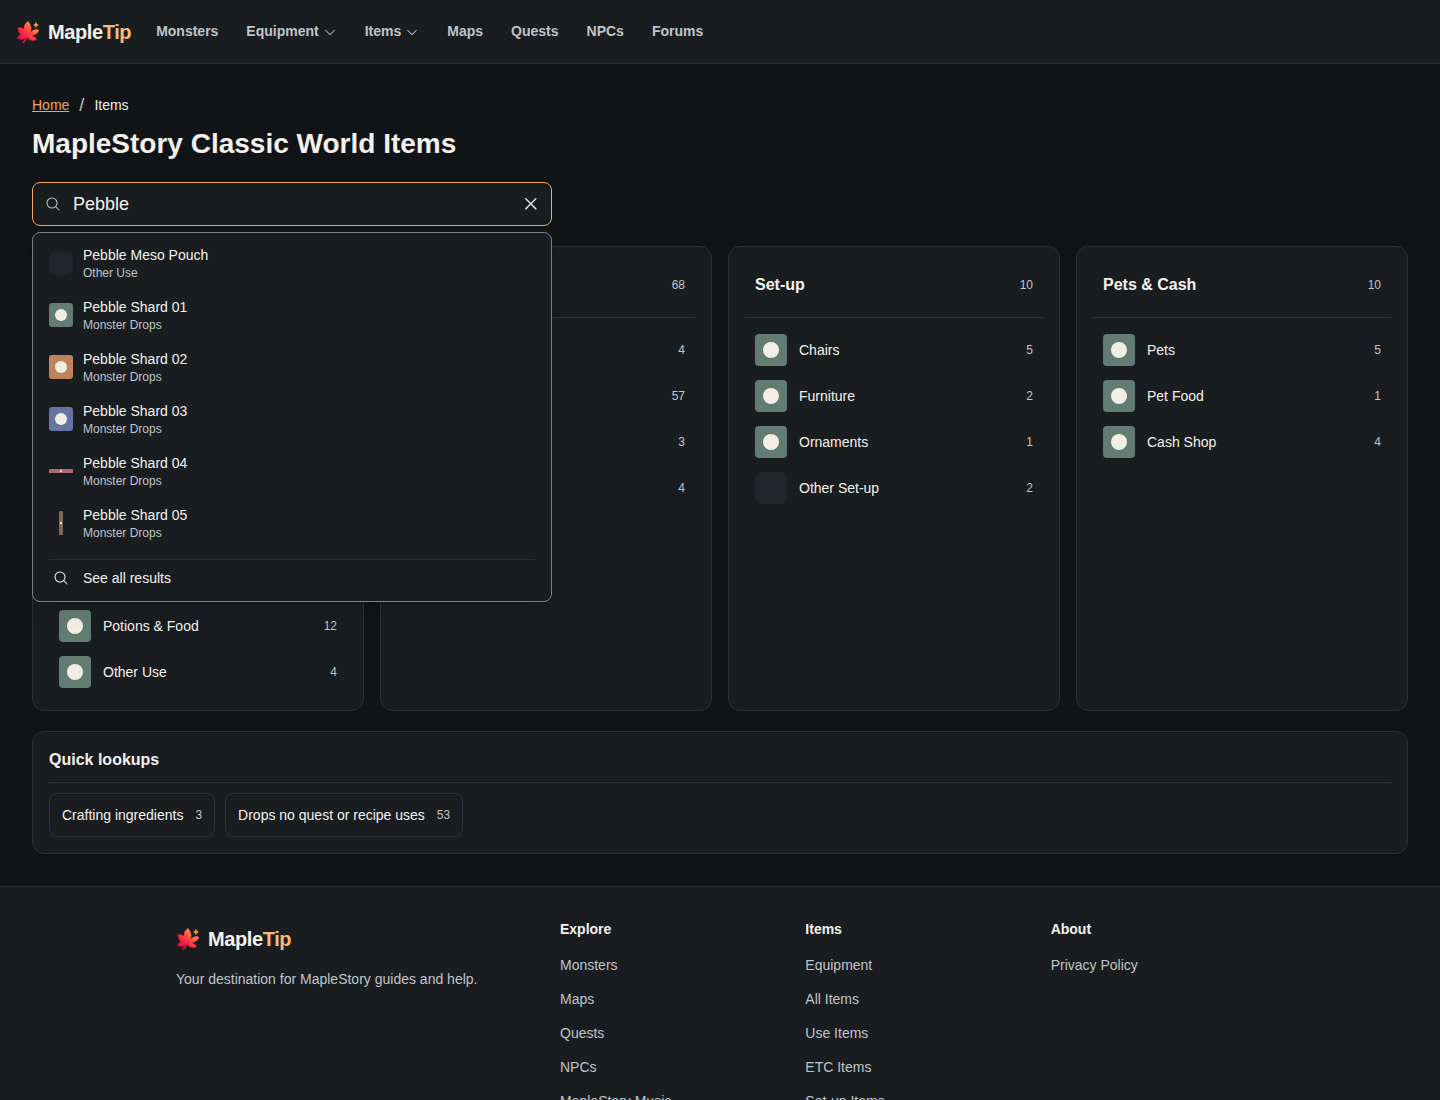 MapleTip Monsters Equipment Items Maps Quests NPCs Forums
Home / Items
MapleStory Classic World Items
Pebble
Pebble Meso Pouch
Other Use
Pebble Shard 01
Monster Drops
Pebble Shard 02
Monster Drops
Pebble Shard 03
Monster Drops
Pebble Shard 04
Monster Drops
Pebble Shard 05
Monster Drops
See all results
Potions & Food 12
Other Use 4
68
4
57
3
4
Set-up 10
Chairs 5
Furniture 2
Ornaments 1
Other Set-up 2
Pets & Cash 10
Pets 5
Pet Food 1
Cash Shop 4
Quick lookups
Crafting ingredients 3 Drops no quest or recipe uses 53
MapleTip
Your destination for MapleStory guides and help.
Explore
Monsters
Maps
Quests
NPCs
MapleStory Music
Items
Equipment
All Items
Use Items
ETC Items
Set-up Items
About
Privacy Policy